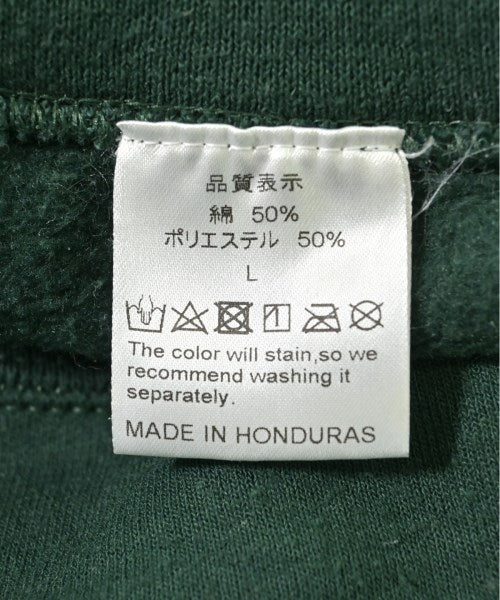 品質表示
綿 50%
ポリエステル 50%
L
The color will stain,so we
recommend washing it
separately.
MADE IN HONDURAS